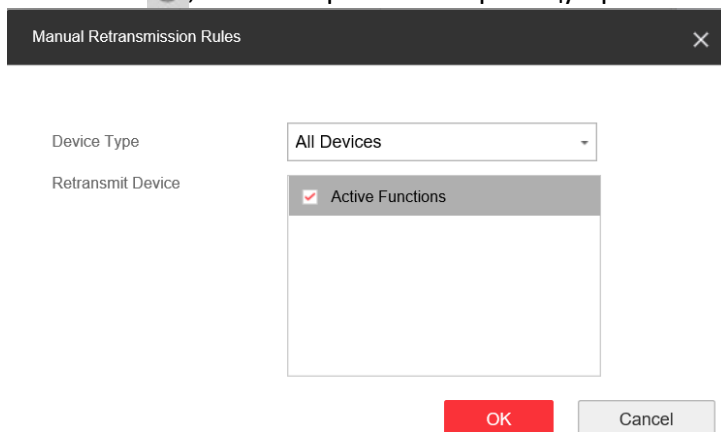 Manual Retransmission Rules
Device Type
All Devices
Retransmit Device
Active Functions
OK
Cancel